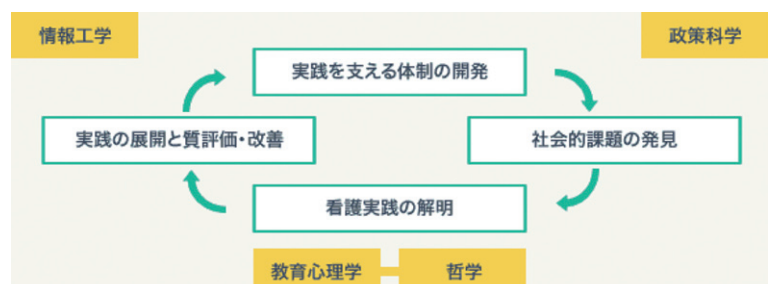 情報工学
政策科学
実践を支える体制の開発
実践の展開と質評価・改善
社会的課題の発見
看護実践の解明
教育心理学
哲学